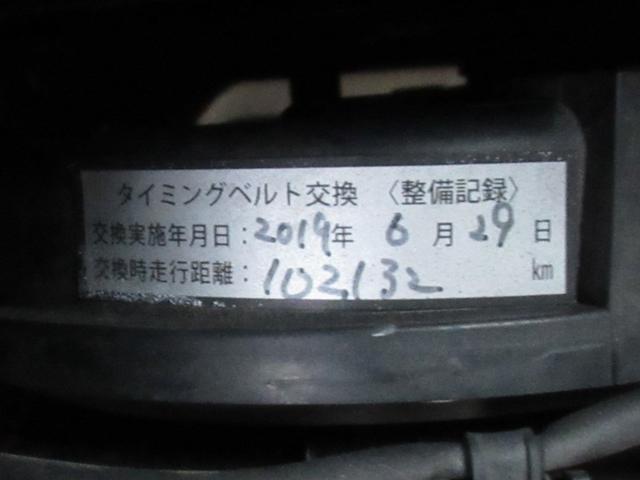 タイミングベルト交換 〈整備記録〉
交換実施年月日：2019年 6月29日
交換時走行距離：102,132 km